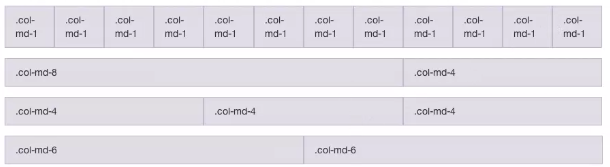 .col- .col- .col- .col- .col- .col- .col- .col- .col- .col- .col- .col-
md-1 md-1 md-1 md-1 md-1 md-1 md-1 md-1 md-1 md-1 md-1 md-1
.col-md-8 .col-md-4
.col-md-4 .col-md-4 .col-md-4
.col-md-6 .col-md-6